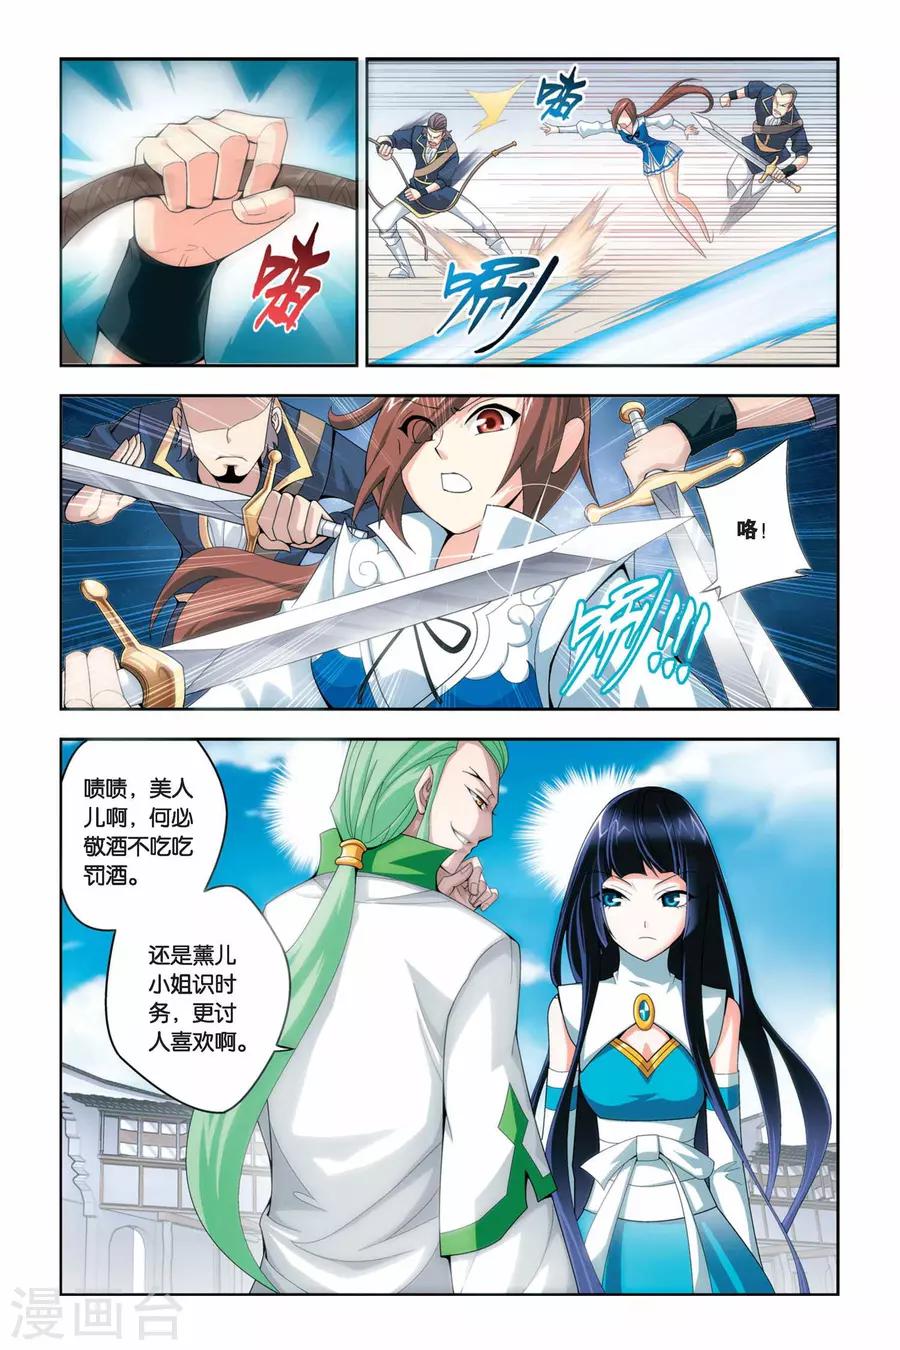 啪
啪
唰
咯！
唰!!!
啧啧，美人
儿啊，何必
敬酒不吃吃
罚酒。
还是薰儿
小姐识时
务，更讨
人喜欢啊。
漫画台